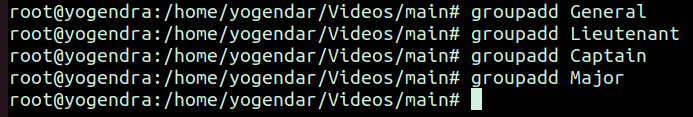 root@yogendra:/home/yogendar/Videos/main# groupadd General
root@yogendra:/home/yogendar/Videos/main# groupadd Lieutenant
root@yogendra:/home/yogendar/Videos/main# groupadd Captain
root@yogendra:/home/yogendar/Videos/main# groupadd Major
root@yogendra:/home/yogendar/Videos/main#